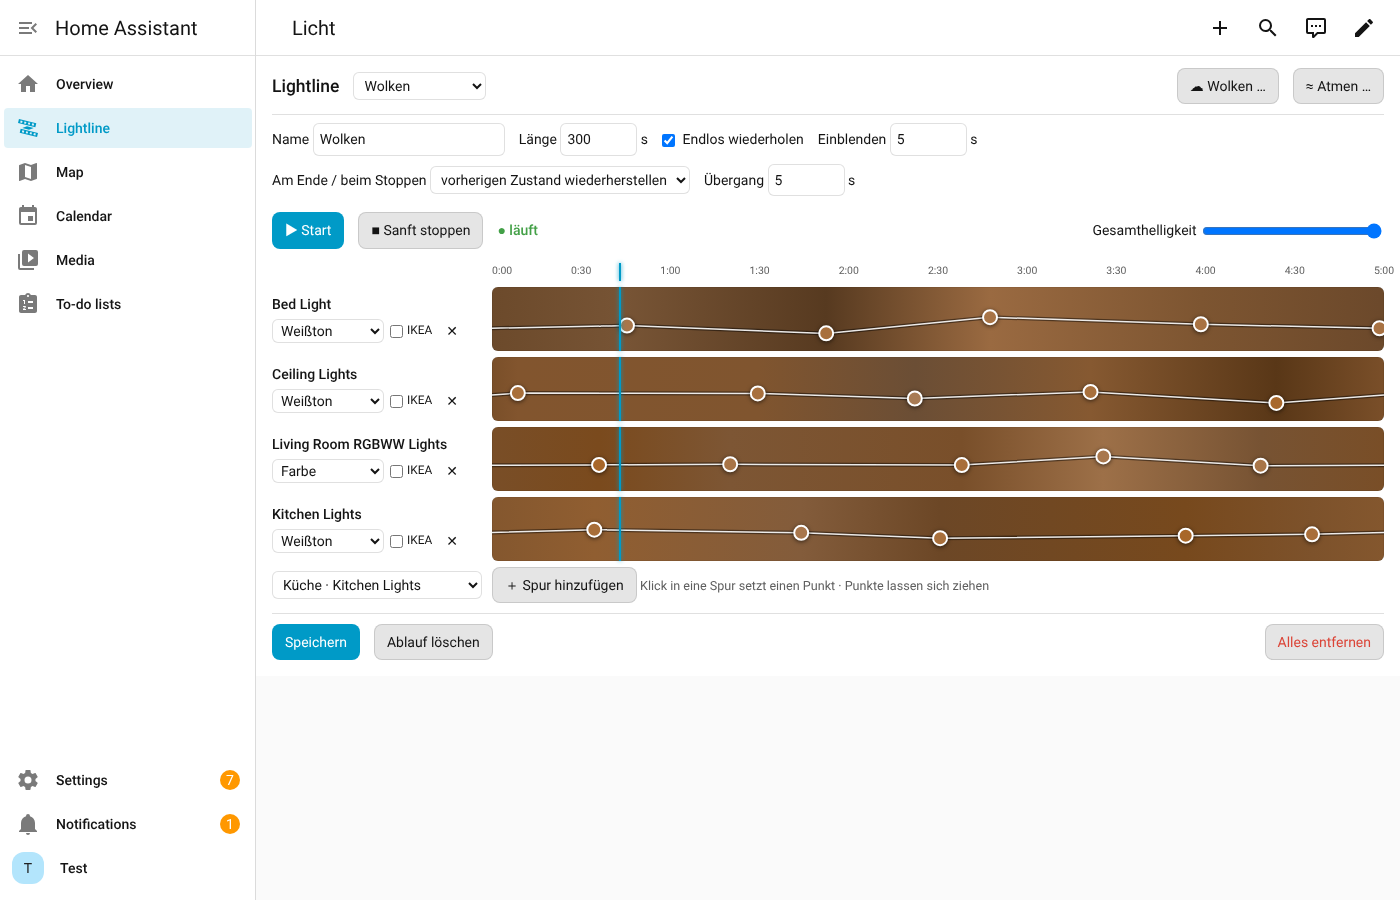 Home Assistant
Licht
Overview
Lightline
Map
Calendar
Media
To-do lists
Settings 7
Notifications 1
T Test
Lightline Wolken ☁ Wolken ... ≈ Atmen ...
Name Wolken Länge 300 s Endlos wiederholen Einblenden 5 s
Am Ende / beim Stoppen vorherigen Zustand wiederherstellen Übergang 5 s
▶ Start ■ Sanft stoppen ● läuft Gesamthelligkeit
0:00 0:30 1:00 1:30 2:00 2:30 3:00 3:30 4:00 4:30 5:00
Bed Light
Weißton IKEA ✕
Ceiling Lights
Weißton IKEA ✕
Living Room RGBWW Lights
Farbe IKEA ✕
Kitchen Lights
Weißton IKEA ✕
Küche · Kitchen Lights + Spur hinzufügen Klick in eine Spur setzt einen Punkt · Punkte lassen sich ziehen
Speichern Ablauf löschen Alles entfernen